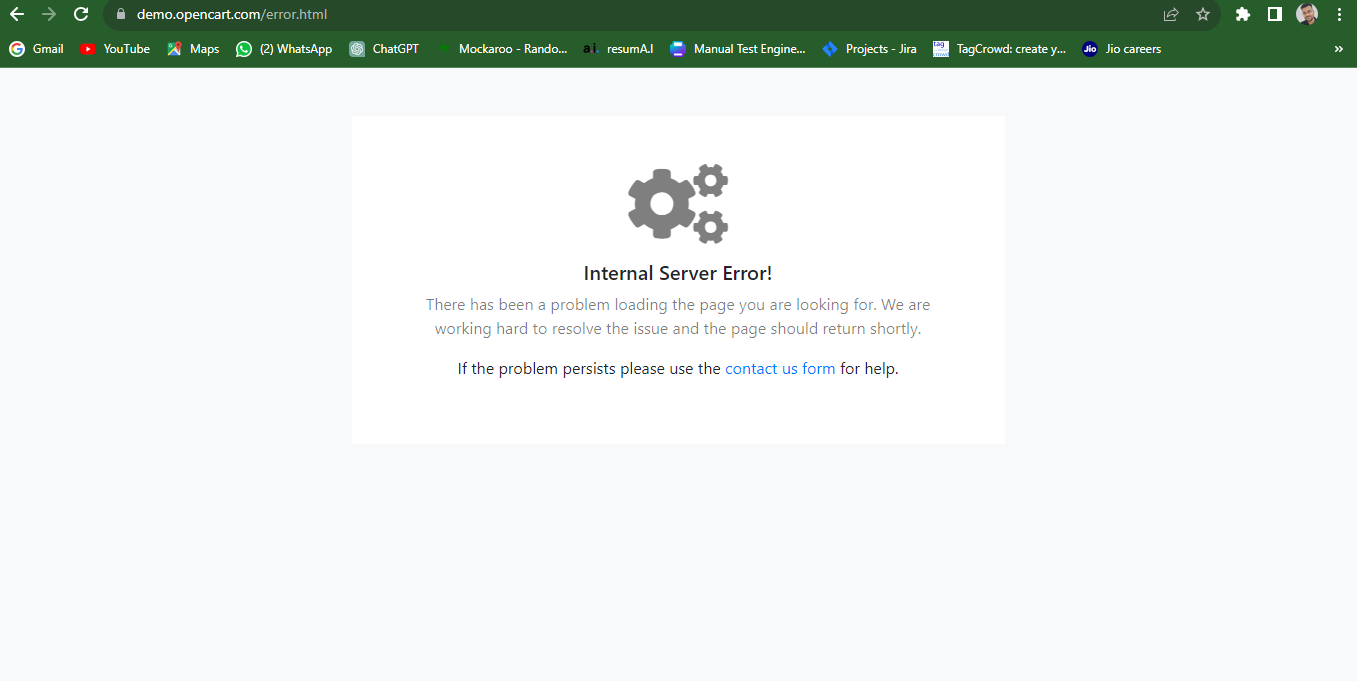 demo.opencart.com/error.html
Gmail YouTube Maps (2) WhatsApp ChatGPT Mockaroo - Rando... ai. resumA.I Manual Test Engine... Projects - Jira tag TagCrowd: create y... Jio Jio careers »
Internal Server Error!
There has been a problem loading the page you are looking for. We are
working hard to resolve the issue and the page should return shortly.
If the problem persists please use the contact us form for help.